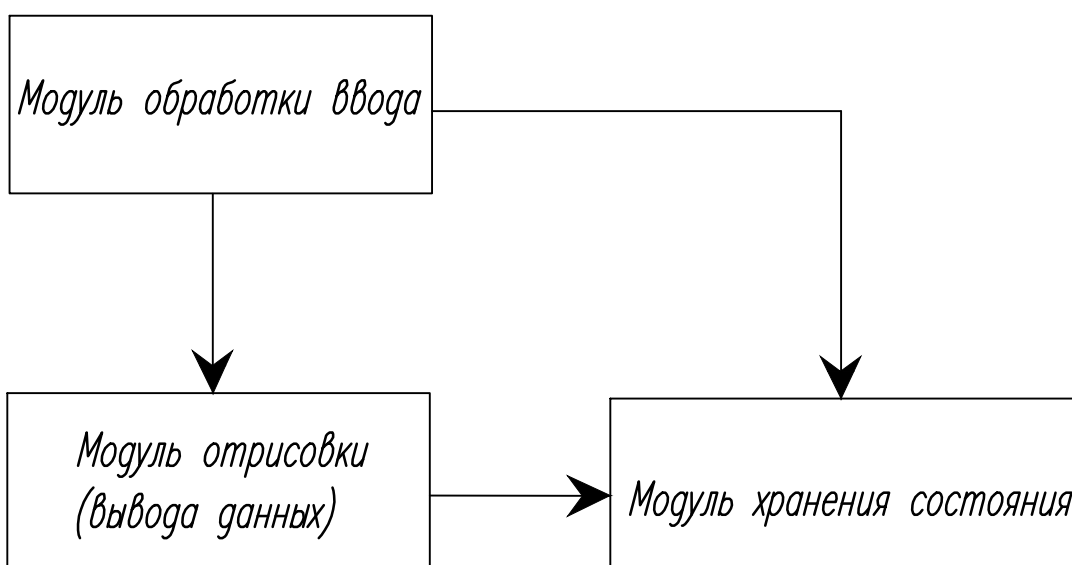 Модуль обработки ввода
Модуль отрисовки
(вывода данных)
Модуль хранения состояния